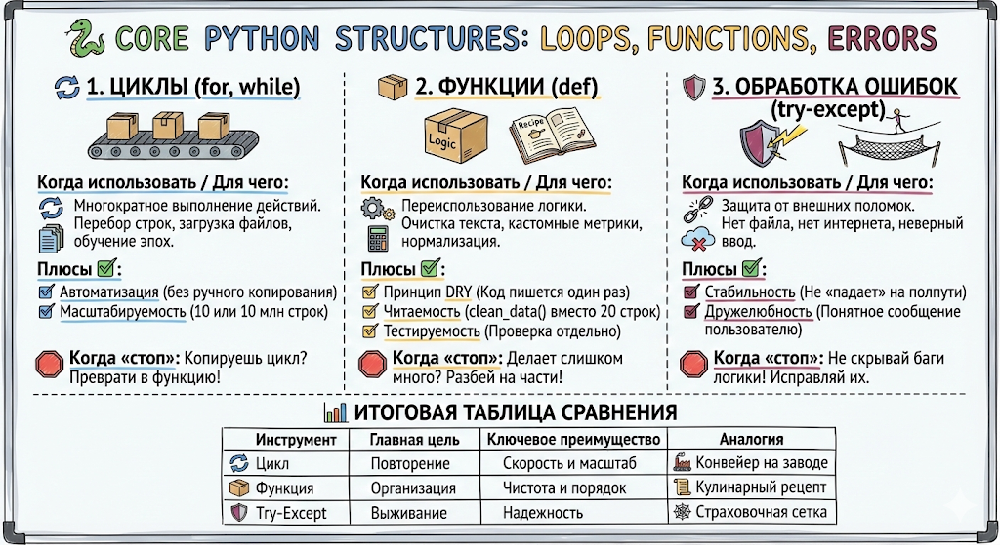 CORE PYTHON STRUCTURES: LOOPS, FUNCTIONS, ERRORS
1. ЦИКЛЫ (for, while)
Когда использовать / Для чего:
Многократное выполнение действий.
Перебор строк, загрузка файлов,
обучение эпох.
Плюсы :
Автоматизация (без ручного копирования)
Масштабируемость (10 или 10 млн строк)
Когда «стоп»: Копируешь цикл?
Преврати в функцию!
2. ФУНКЦИИ (def)
Logic
Recipe
Когда использовать / Для чего:
Переиспользование логики.
Очистка текста, кастомные метрики,
нормализация.
Плюсы :
Принцип DRY (Код пишется один раз)
Читаемость (clean_data() вместо 20 строк)
Тестируемость (Проверка отдельно)
Когда «стоп»: Делает слишком
много? Разбей на части!
3. ОБРАБОТКА ОШИБОК
(try-except)
Когда использовать / Для чего:
Защита от внешних поломок.
Нет файла, нет интернета, неверный
ввод.
Плюсы :
Стабильность (Не «падает» на полпути)
Дружелюбность (Понятное сообщение
пользователю)
Когда «стоп»: Не скрывай баги
логики! Исправляй их.
ИТОГОВАЯ ТАБЛИЦА СРАВНЕНИЯ
Инструмент Главная цель Ключевое преимущество Аналогия
Цикл Повторение Скорость и масштаб Конвейер на заводе
Функция Организация Чистота и порядок Кулинарный рецепт
Try-Except Выживание Надежность Страховочная сетка